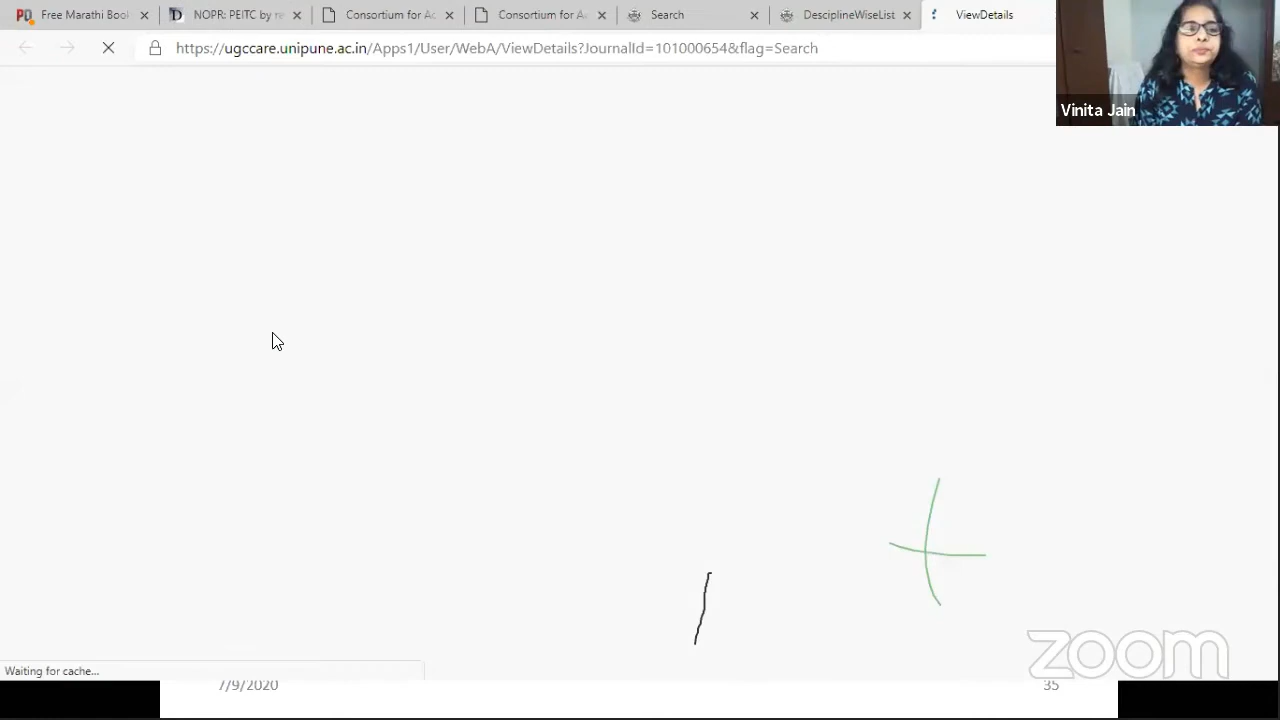 Free Marathi Book
NOPR: PEITC by re
Consortium for Ac
Consortium for Ac
Search
DesciplineWiseList
ViewDetails
https://ugccare.unipune.ac.in/Apps1/User/WebA/ViewDetails?JournalId=101000654&flag=Search
Vinita Jain
zoom
Waiting for cache...
7/9/2020
35